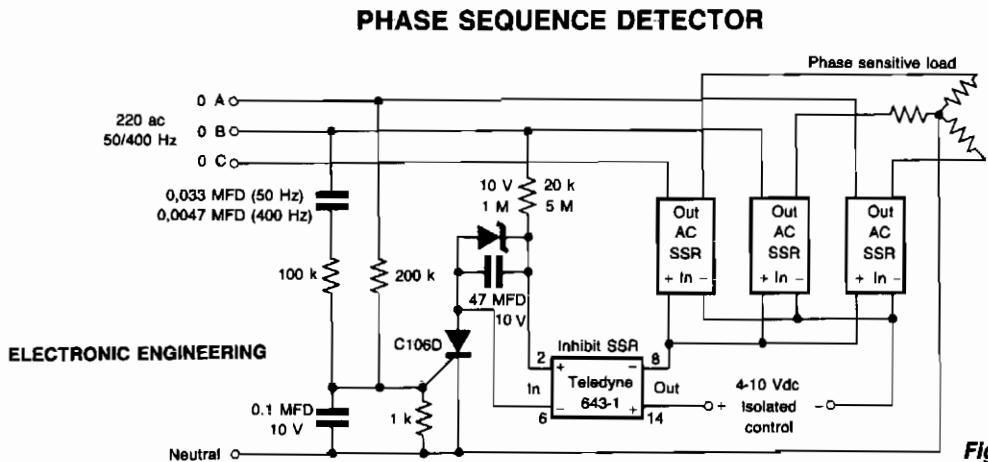 PHASE SEQUENCE DETECTOR
Phase sensitive load
0 A
220 ac
50/400 Hz
0 B
0 C
0,033 MFD (50 Hz)
0,0047 MFD (400 Hz)
10 V
1 M
20 k
5 M
Out
AC
SSR
+ In -
Out
AC
SSR
+ In -
Out
AC
SSR
+ In -
100 k
200 k
47 MFD
10 V
C106D
ELECTRONIC ENGINEERING
Inhibit SSR
2
+
-
8
In
Teledyne
643-1
Out
6
-
+
14
4-10 Vdc
+
Isolated
-
control
0.1 MFD
10 V
1 k
Neutral
Fig